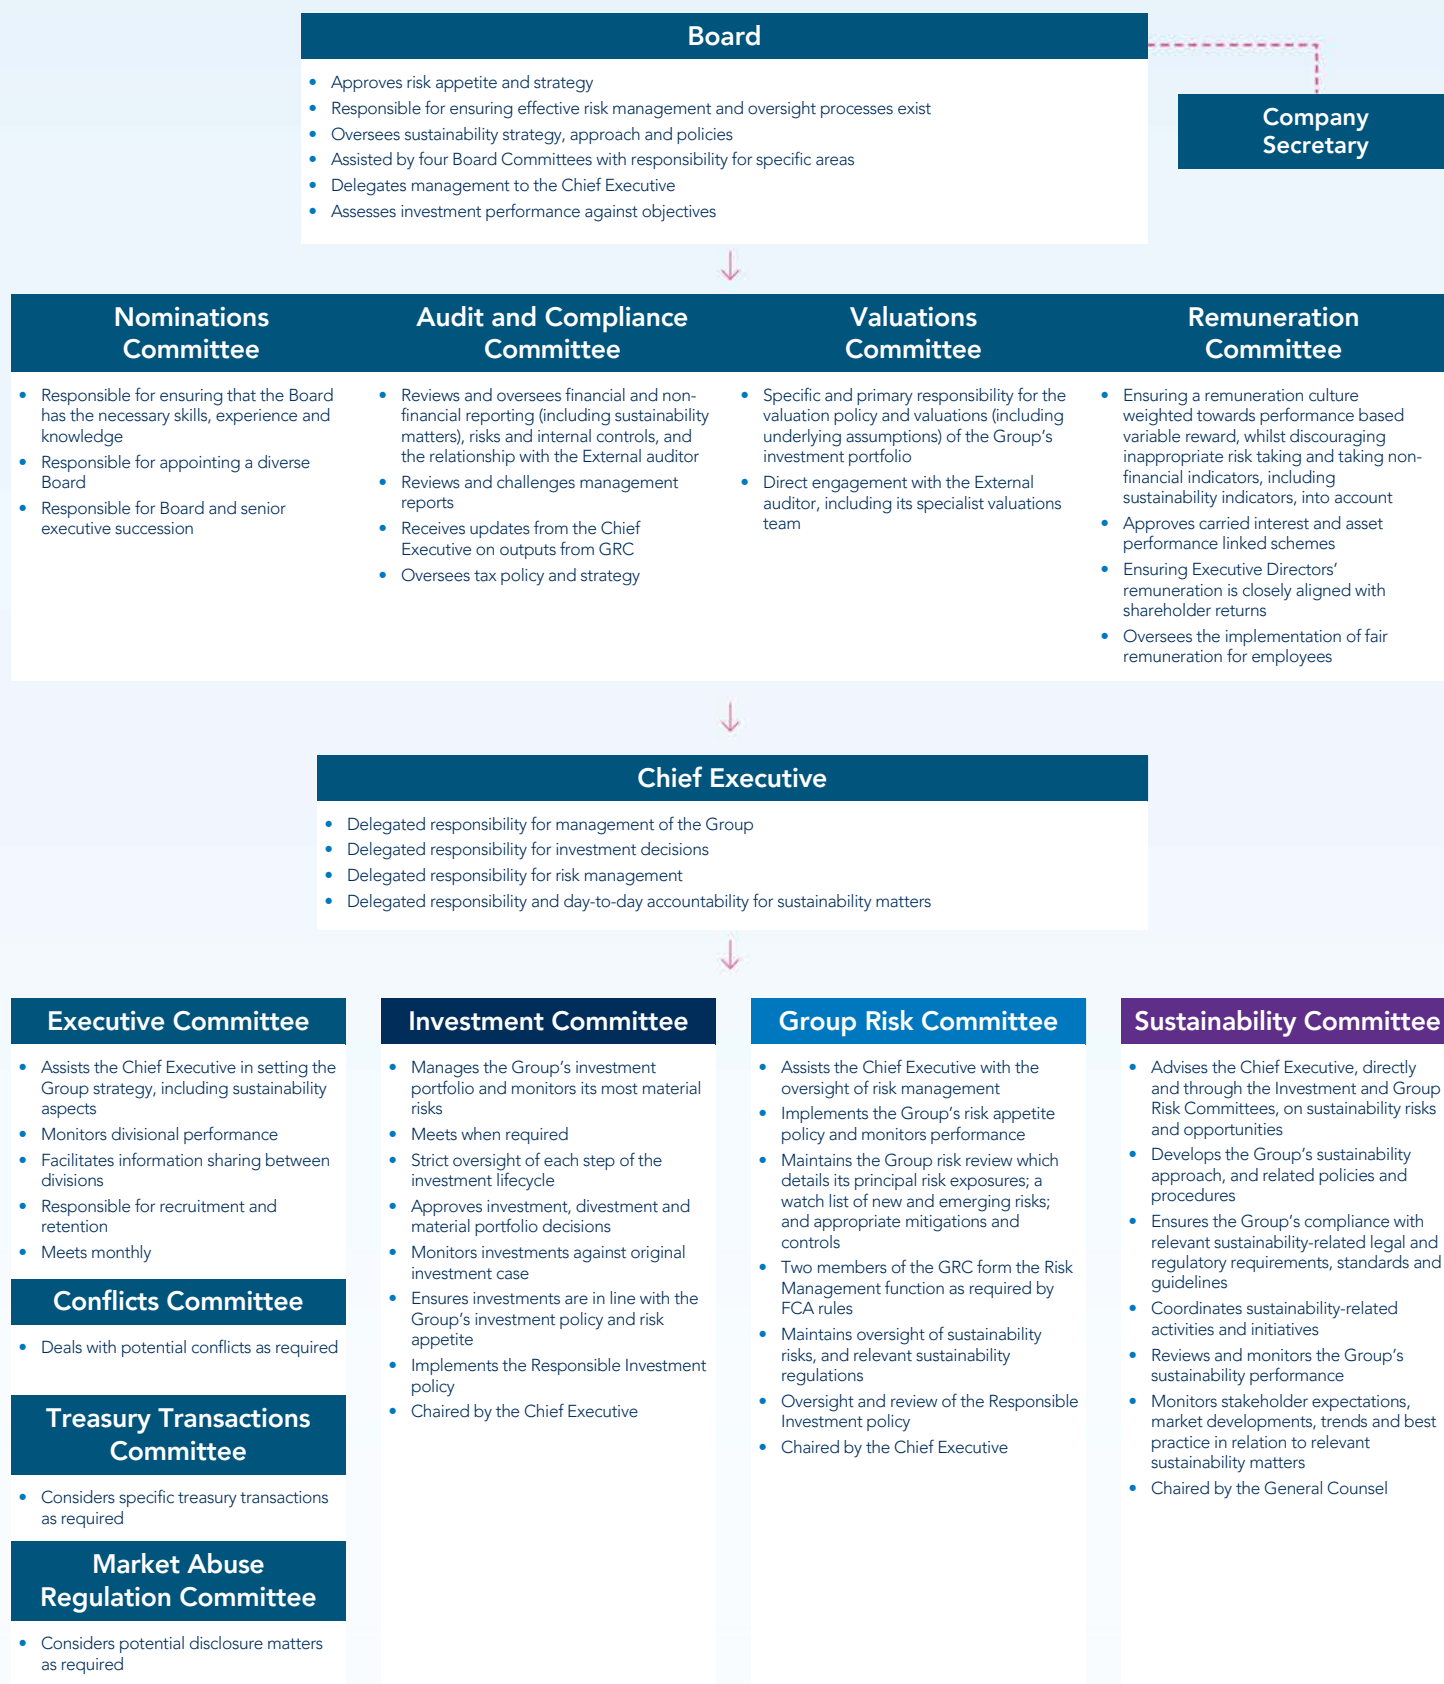 Board
• Approves risk appetite and strategy
• Responsible for ensuring effective risk management and oversight processes exist
• Oversees sustainability strategy, approach and policies
• Assisted by four Board Committees with responsibility for specific areas
• Delegates management to the Chief Executive
• Assesses investment performance against objectives
Company
Secretary
Nominations
Committee
• Responsible for ensuring that the Board
has the necessary skills, experience and
knowledge
• Responsible for appointing a diverse
Board
• Responsible for Board and senior
executive succession
Audit and Compliance
Committee
• Reviews and oversees financial and non-
financial reporting (including sustainability
matters), risks and internal controls, and
the relationship with the External auditor
• Reviews and challenges management
reports
• Receives updates from the Chief
Executive on outputs from GRC
• Oversees tax policy and strategy
Valuations
Committee
• Specific and primary responsibility for the
valuation policy and valuations (including
underlying assumptions) of the Group's
investment portfolio
• Direct engagement with the External
auditor, including its specialist valuations
team
Remuneration
Committee
• Ensuring a remuneration culture
weighted towards performance based
variable reward, whilst discouraging
inappropriate risk taking and taking non-
financial indicators, including
sustainability indicators, into account
• Approves carried interest and asset
performance linked schemes
• Ensuring Executive Directors'
remuneration is closely aligned with
shareholder returns
• Oversees the implementation of fair
remuneration for employees
Chief Executive
• Delegated responsibility for management of the Group
• Delegated responsibility for investment decisions
• Delegated responsibility for risk management
• Delegated responsibility and day-to-day accountability for sustainability matters
Executive Committee
• Assists the Chief Executive in setting the
Group strategy, including sustainability
aspects
• Monitors divisional performance
• Facilitates information sharing between
divisions
• Responsible for recruitment and
retention
• Meets monthly
Conflicts Committee
• Deals with potential conflicts as required
Treasury Transactions
Committee
• Considers specific treasury transactions
as required
Market Abuse
Regulation Committee
• Considers potential disclosure matters
as required
Investment Committee
• Manages the Group's investment
portfolio and monitors its most material
risks
• Meets when required
• Strict oversight of each step of the
investment lifecycle
• Approves investment, divestment and
material portfolio decisions
• Monitors investments against original
investment case
• Ensures investments are in line with the
Group's investment policy and risk
appetite
• Implements the Responsible Investment
policy
• Chaired by the Chief Executive
Group Risk Committee
• Assists the Chief Executive with the
oversight of risk management
• Implements the Group's risk appetite
policy and monitors performance
• Maintains the Group risk review which
details its principal risk exposures; a
watch list of new and emerging risks;
and appropriate mitigations and
controls
• Two members of the GRC form the Risk
Management function as required by
FCA rules
• Maintains oversight of sustainability
risks, and relevant sustainability
regulations
• Oversight and review of the Responsible
Investment policy
• Chaired by the Chief Executive
Sustainability Committee
• Advises the Chief Executive, directly
and through the Investment and Group
Risk Committees, on sustainability risks
and opportunities
• Develops the Group's sustainability
approach, and related policies and
procedures
• Ensures the Group's compliance with
relevant sustainability-related legal and
regulatory requirements, standards and
guidelines
• Coordinates sustainability-related
activities and initiatives
• Reviews and monitors the Group's
sustainability performance
• Monitors stakeholder expectations,
market developments, trends and best
practice in relation to relevant
sustainability matters
• Chaired by the General Counsel